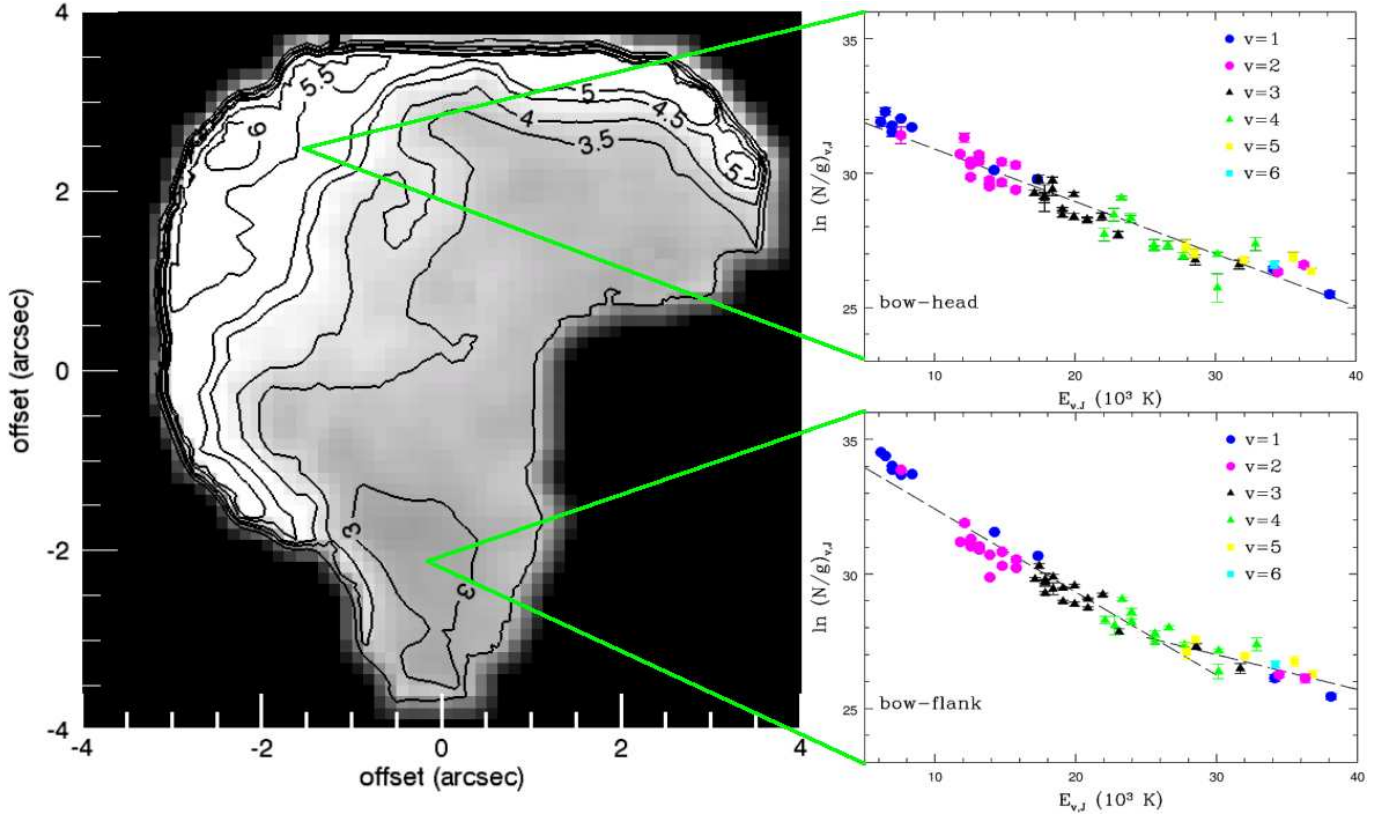 4
2
0
-2
-4
offset (arcsec)
-4
-2
0
2
4
offset (arcsec)
5.5
6
5
4.5
4
3.5
5
3
3
35
30
25
ln (N/g)v,J
v=1
v=2
v=3
v=4
v=5
v=6
bow-head
10
20
30
40
Ev,J (10³ K)
35
30
25
ln (N/g)v,J
v=1
v=2
v=3
v=4
v=5
v=6
bow-flank
10
20
30
40
Ev,J (10³ K)